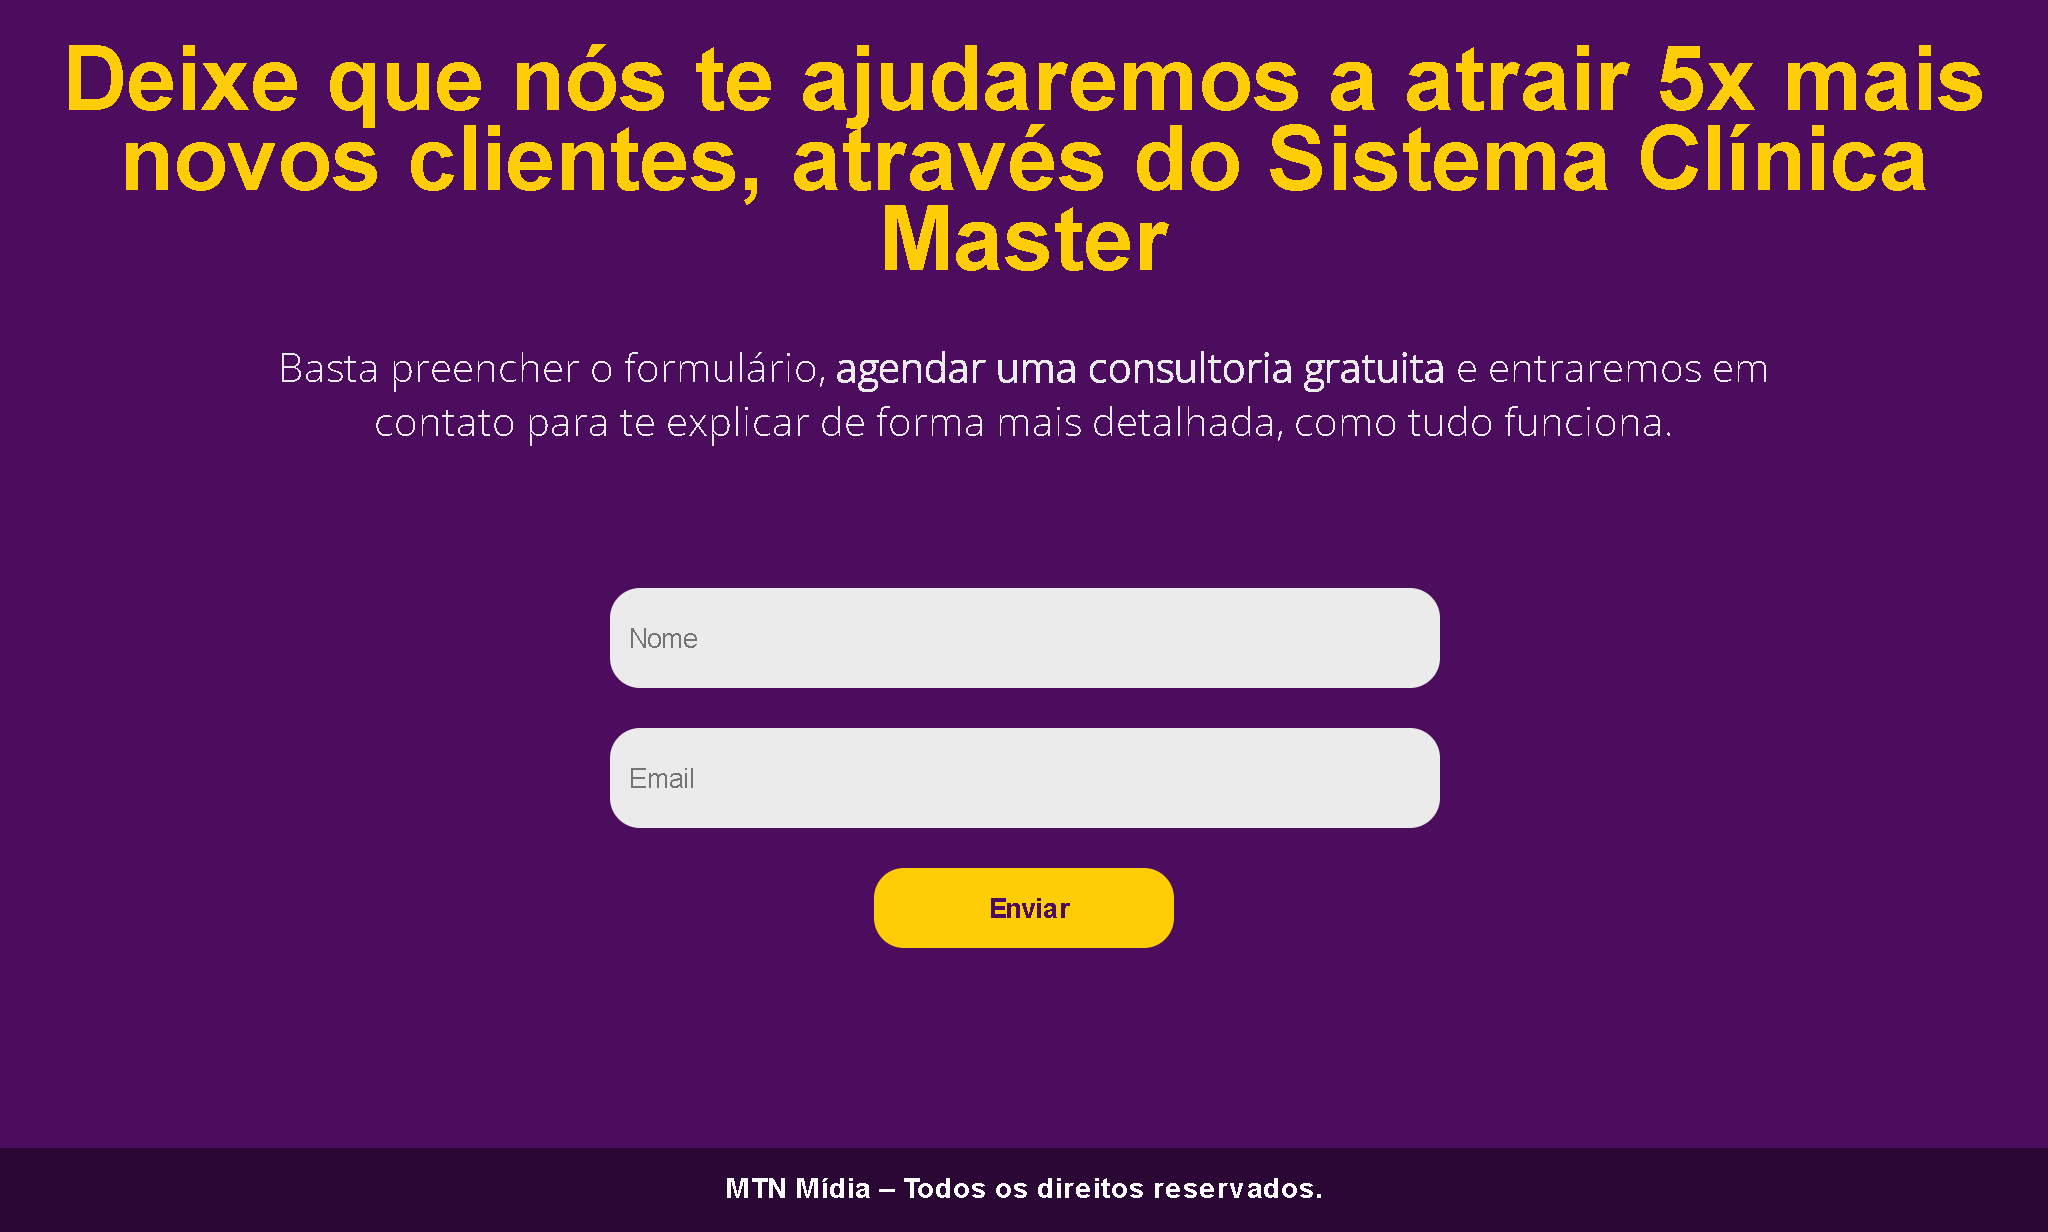 Deixe que nós te ajudaremos a atrair 5x mais
novos clientes, através do Sistema Clínica
Master
Basta preencher o formulário, agendar uma consultoria gratuita e entraremos em
contato para te explicar de forma mais detalhada, como tudo funciona.
Nome
Email
Enviar
MTN Mídia – Todos os direitos reservados.